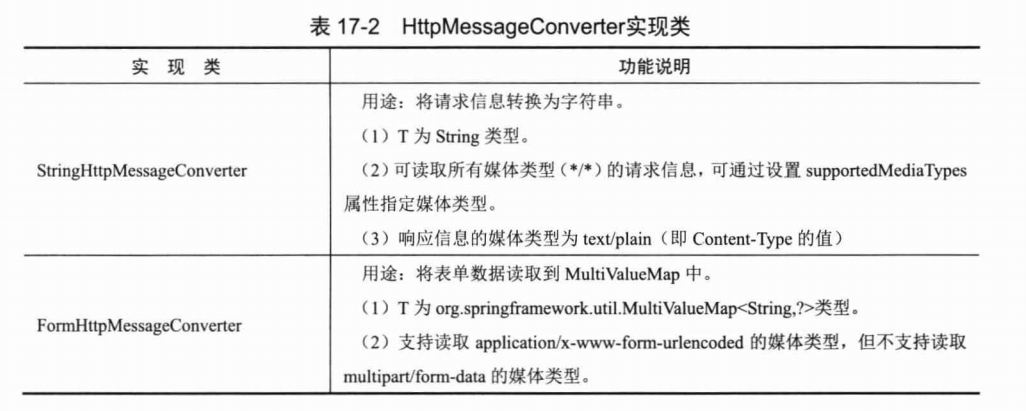 表 17-2 HttpMessageConverter实现类
实 现 类 功能说明
StringHttpMessageConverter
用途：将请求信息转换为字符串。
（1）T 为 String 类型。
（2）可读取所有媒体类型（*/*）的请求信息，可通过设置 supportedMediaTypes
属性指定媒体类型。
（3）响应信息的媒体类型为 text/plain（即 Content-Type 的值）
FormHttpMessageConverter
用途：将表单数据读取到 MultiValueMap 中。
（1）T 为 org.springframework.util.MultiValueMap<String,?>类型。
（2）支持读取 application/x-www-form-urlencoded 的媒体类型，但不支持读取
multipart/form-data 的媒体类型。